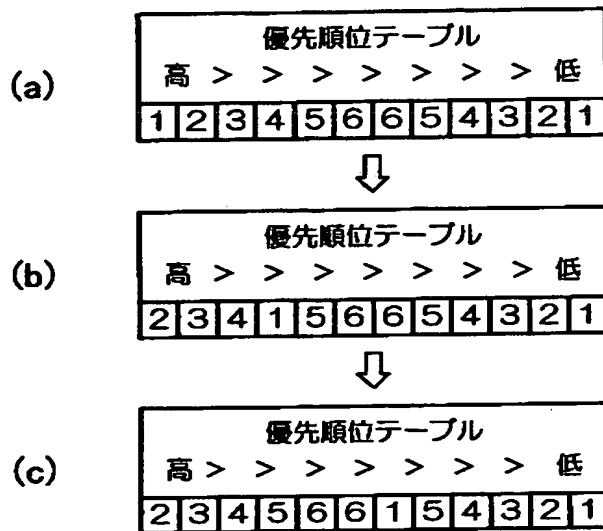 (a)
優先順位テーブル
高 > > > > > > > 低
1 2 3 4 5 6 6 5 4 3 2 1
(b)
優先順位テーブル
高 > > > > > > > 低
2 3 4 1 5 6 6 5 4 3 2 1
(c)
優先順位テーブル
高 > > > > > > > 低
2 3 4 5 6 6 1 5 4 3 2 1